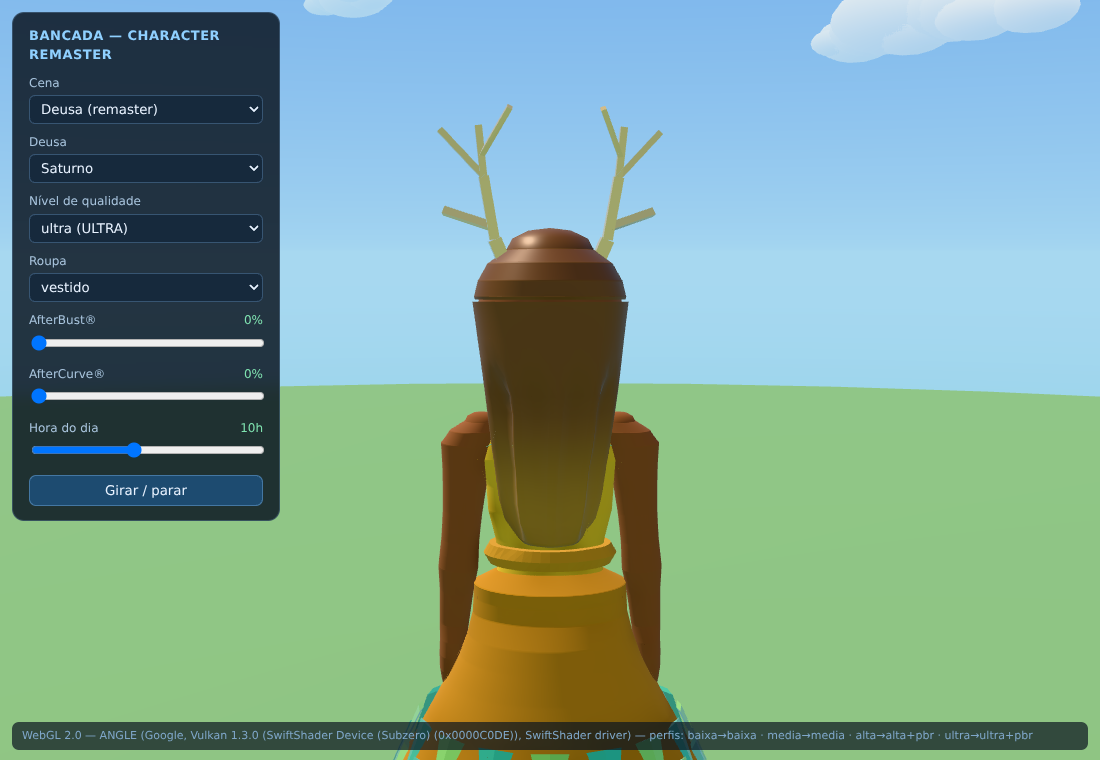 BANCADA — CHARACTER
REMASTER
Cena
Deusa (remaster)
Deusa
Saturno
Nível de qualidade
ultra (ULTRA)
Roupa
vestido
AfterBust® 0%
AfterCurve® 0%
Hora do dia 10h
Girar / parar
WebGL 2.0 — ANGLE (Google, Vulkan 1.3.0 (SwiftShader Device (Subzero) (0x0000C0DE)), SwiftShader driver) — perfis: baixa→baixa · media→media · alta→alta+pbr · ultra→ultra+pbr